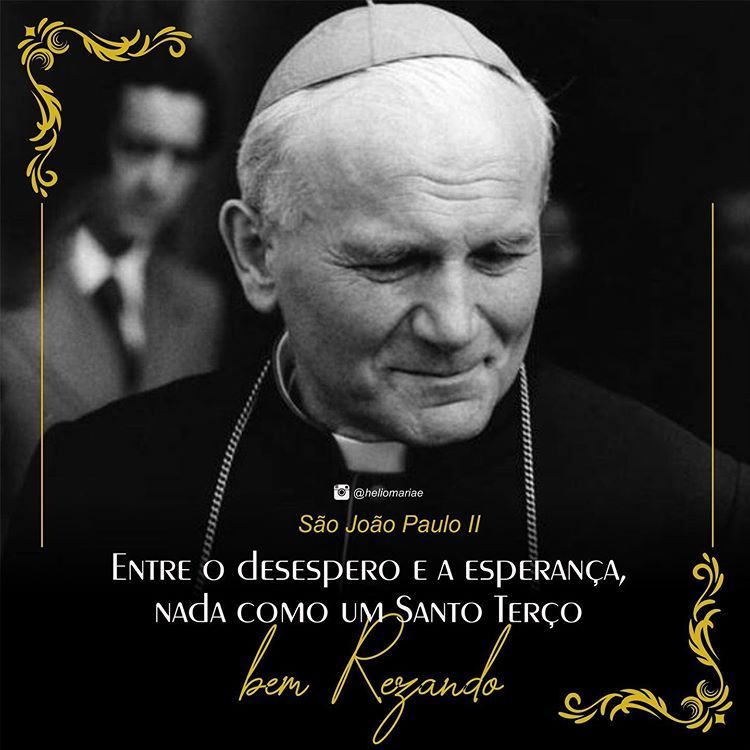 @heliomariae
São João Paulo II
Entre o desespero e a esperança,
nada como um Santo Terço
bem Rezando